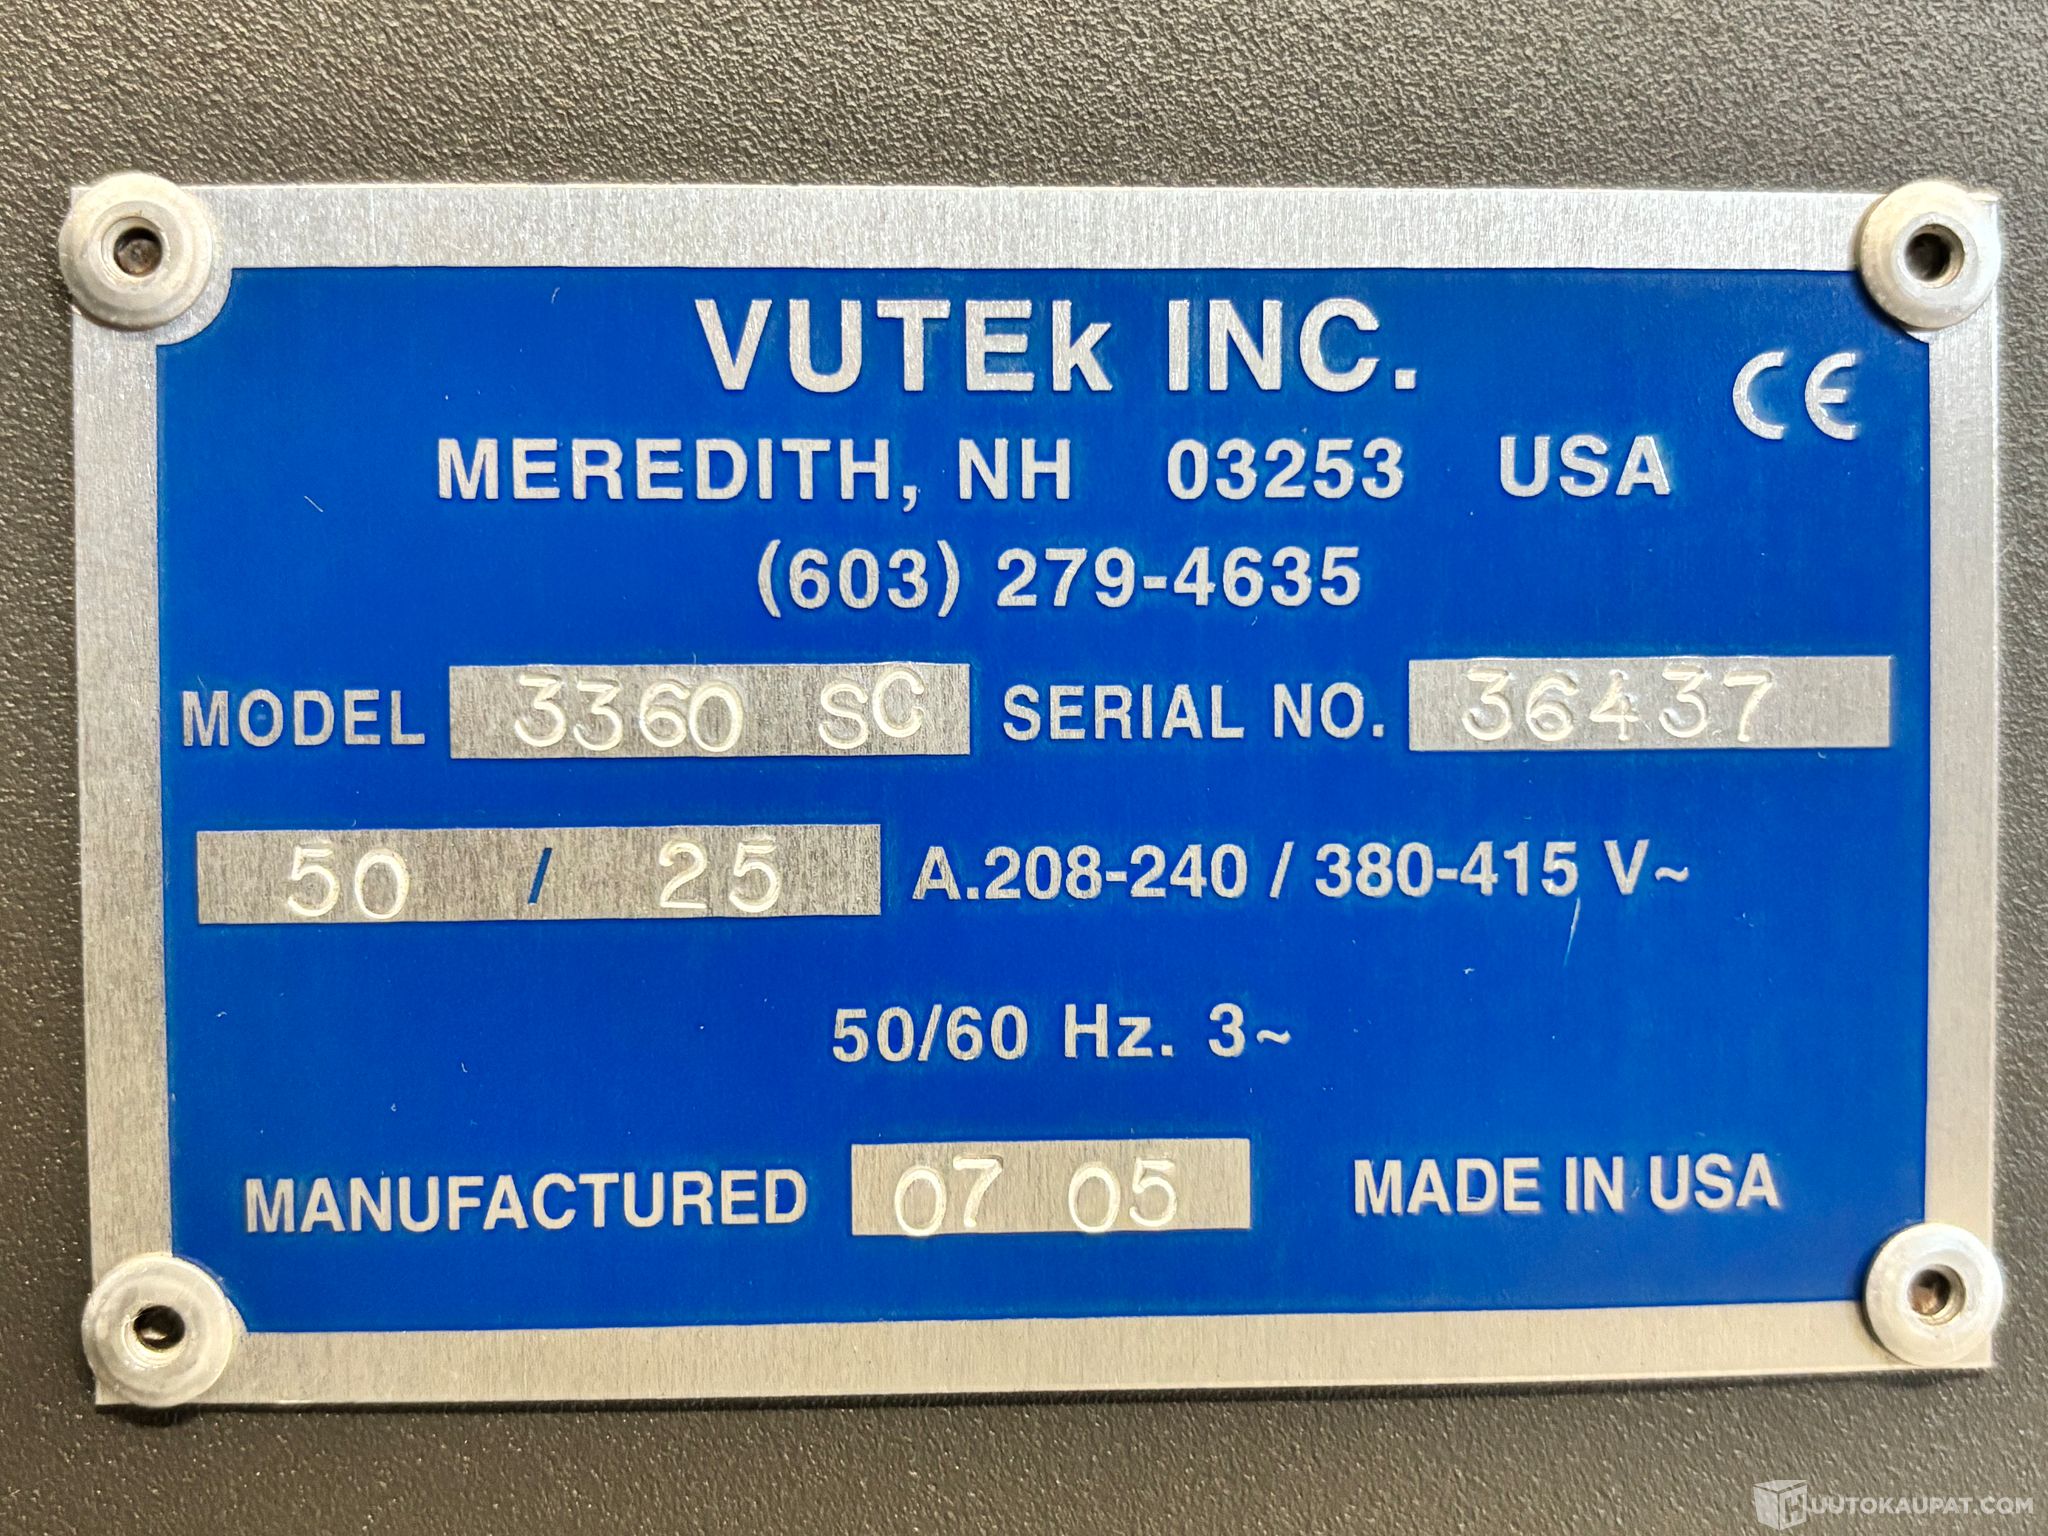 VUTEk INC.
CE
MEREDITH, NH 03253 USA
(603) 279-4635
MODEL 3360 SC SERIAL NO. 36437
50 / 25 A.208-240 / 380-415 V~
50/60 Hz. 3~
MANUFACTURED 07 05 MADE IN USA
HUUTOKAUPAT.COM